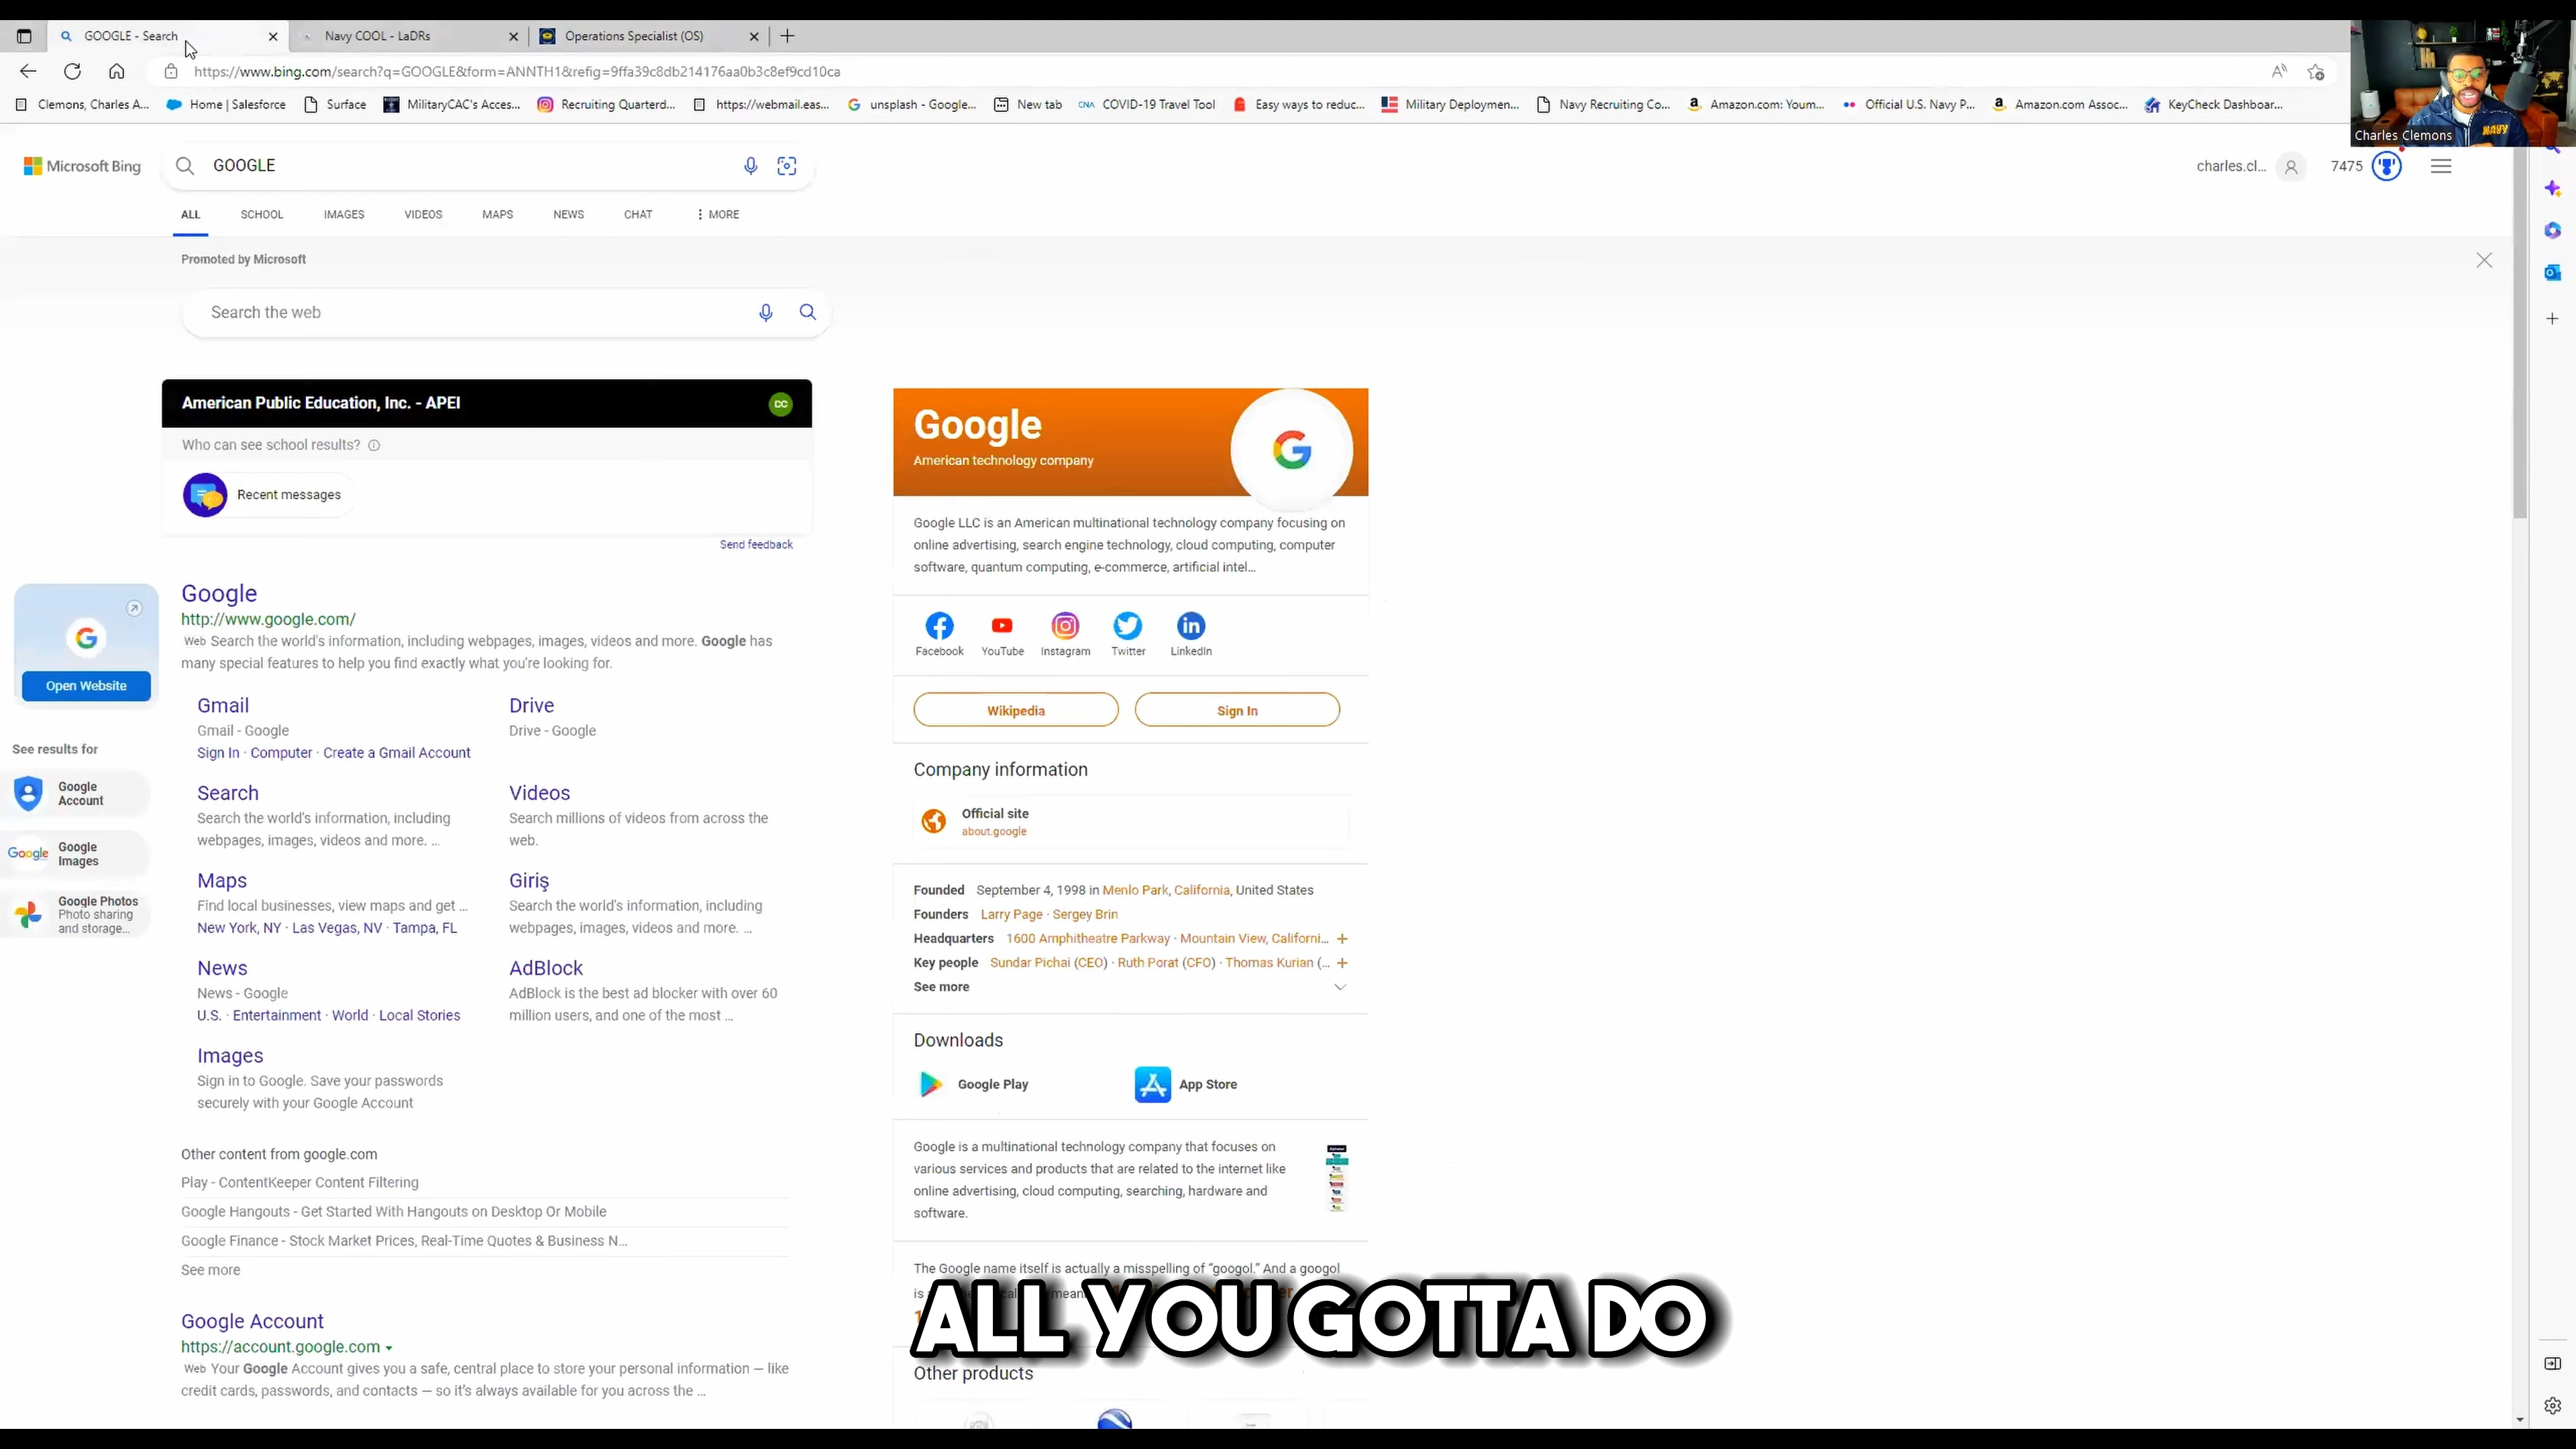 GOOGLE - Search
Navy COOL - LaDRs
Operations Specialist (OS)
https://www.bing.com/search?q=GOOGLE&form=ANNTH1&refig=9ffa39c8db214176aa0b3c8ef9cd10ca
Clemons, Charles A...
Home | Salesforce
Surface
MilitaryCAC's Acces...
Recruiting Quarterd...
https://webmail.eas...
unsplash - Google...
New tab
CNA COVID-19 Travel Tool
Easy ways to reduc...
Military Deploymen...
Navy Recruiting Co...
Amazon.com: Youm...
Official U.S. Navy P...
Amazon.com Assoc...
KeyCheck Dashboar...
NAVY
Charles Clemons
Microsoft Bing
GOOGLE
charles.cl...
7475
ALL
SCHOOL
IMAGES
VIDEOS
MAPS
NEWS
CHAT
MORE
Promoted by Microsoft
Search the web
American Public Education, Inc. - APEI
CC
Who can see school results?
Recent messages
Send feedback
Google
http://www.google.com/
Web Search the world's information, including webpages, images, videos and more. Google has
many special features to help you find exactly what you're looking for.
Open Website
Gmail
Gmail - Google
Sign In · Computer · Create a Gmail Account
Drive
Drive - Google
See results for
Google
Account
Google
Google
Images
Google Photos
Photo sharing
and storage...
Search
Search the world's information, including
webpages, images, videos and more. ...
Videos
Search millions of videos from across the
web.
Maps
Find local businesses, view maps and get ...
New York, NY · Las Vegas, NV · Tampa, FL
Giriş
Search the world's information, including
webpages, images, videos and more. ...
News
News - Google
U.S. · Entertainment · World · Local Stories
AdBlock
AdBlock is the best ad blocker with over 60
million users, and one of the most ...
Images
Sign in to Google. Save your passwords
securely with your Google Account
Other content from google.com
Play - ContentKeeper Content Filtering
Google Hangouts - Get Started With Hangouts on Desktop Or Mobile
Google Finance - Stock Market Prices, Real-Time Quotes & Business N...
See more
Google Account
https://account.google.com
Web Your Google Account gives you a safe, central place to store your personal information — like
credit cards, passwords, and contacts — so it's always available for you across the ...
Google
American technology company
Google LLC is an American multinational technology company focusing on
online advertising, search engine technology, cloud computing, computer
software, quantum computing, e-commerce, artificial intel...
Facebook
YouTube
Instagram
Twitter
LinkedIn
Wikipedia
Sign In
Company information
Official site
about.google
Founded September 4, 1998 in Menlo Park, California, United States
Founders Larry Page · Sergey Brin
Headquarters 1600 Amphitheatre Parkway · Mountain View, Californi...
Key people Sundar Pichai (CEO) · Ruth Porat (CFO) · Thomas Kurian (...
See more
Downloads
Google Play
App Store
Google is a multinational technology company that focuses on
various services and products that are related to the internet like
online advertising, cloud computing, searching, hardware and
software.
The Google name itself is actually a misspelling of "googol." And a googol
is
ALL YOU GOTTA DO
Other products